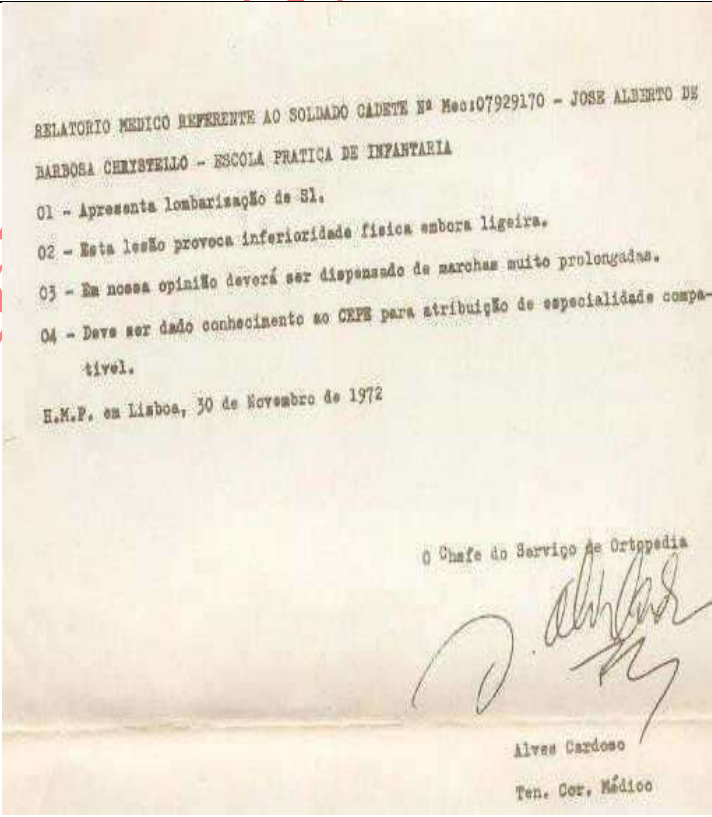 RELATORIO MEDICO REFERENTE AO SOLDADO CADETE Nº Mec:07929170 - JOSE ALBERTO DE
BARBOSA CHRYSTELLO - ESCOLA PRATICA DE INFANTARIA
01 - Apresenta lombarização de S1.
02 - Esta lesão provoca inferioridade fisica embora ligeira.
03 - Em nossa opinião deverá ser dispensado de marchas muito prolongadas.
04 - Deve ser dado conhecimento ao CEPE para atribuição de especialidade compa-
tivel.
H.M.P. em Lisboa, 30 de Novembro de 1972
O Chefe do Serviço de Ortopedia
Alves Cardoso
Ten. Cor. Médico